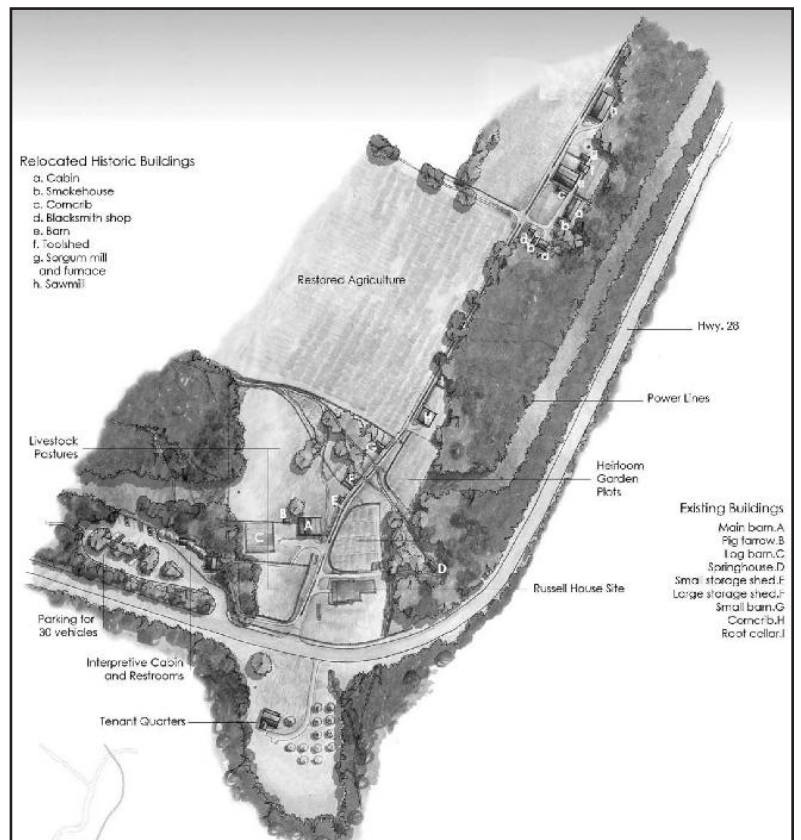 Relocated Historic Buildings
a. Cabin
b. Smokehouse
c. Corncrib
d. Blacksmith shop
e. Barn
f. Toolshed
g. Sorgum mill
and furnace
h. Sawmill
Restored Agriculture
Hwy. 28
Power Lines
Livestock
Pastures
Heirloom
Garden
Plots
Existing Buildings
Main barn.A
Pig farrow.B
Log barn.C
Springhouse.D
Small storage shed.E
Large storage shed.F
Small barn.G
Corncrib.H
Root cellar.I
G
F
E
B
A
C
D
Russell House Site
Parking for
30 vehicles
Interpretive Cabin
and Restrooms
Tenant Quarters